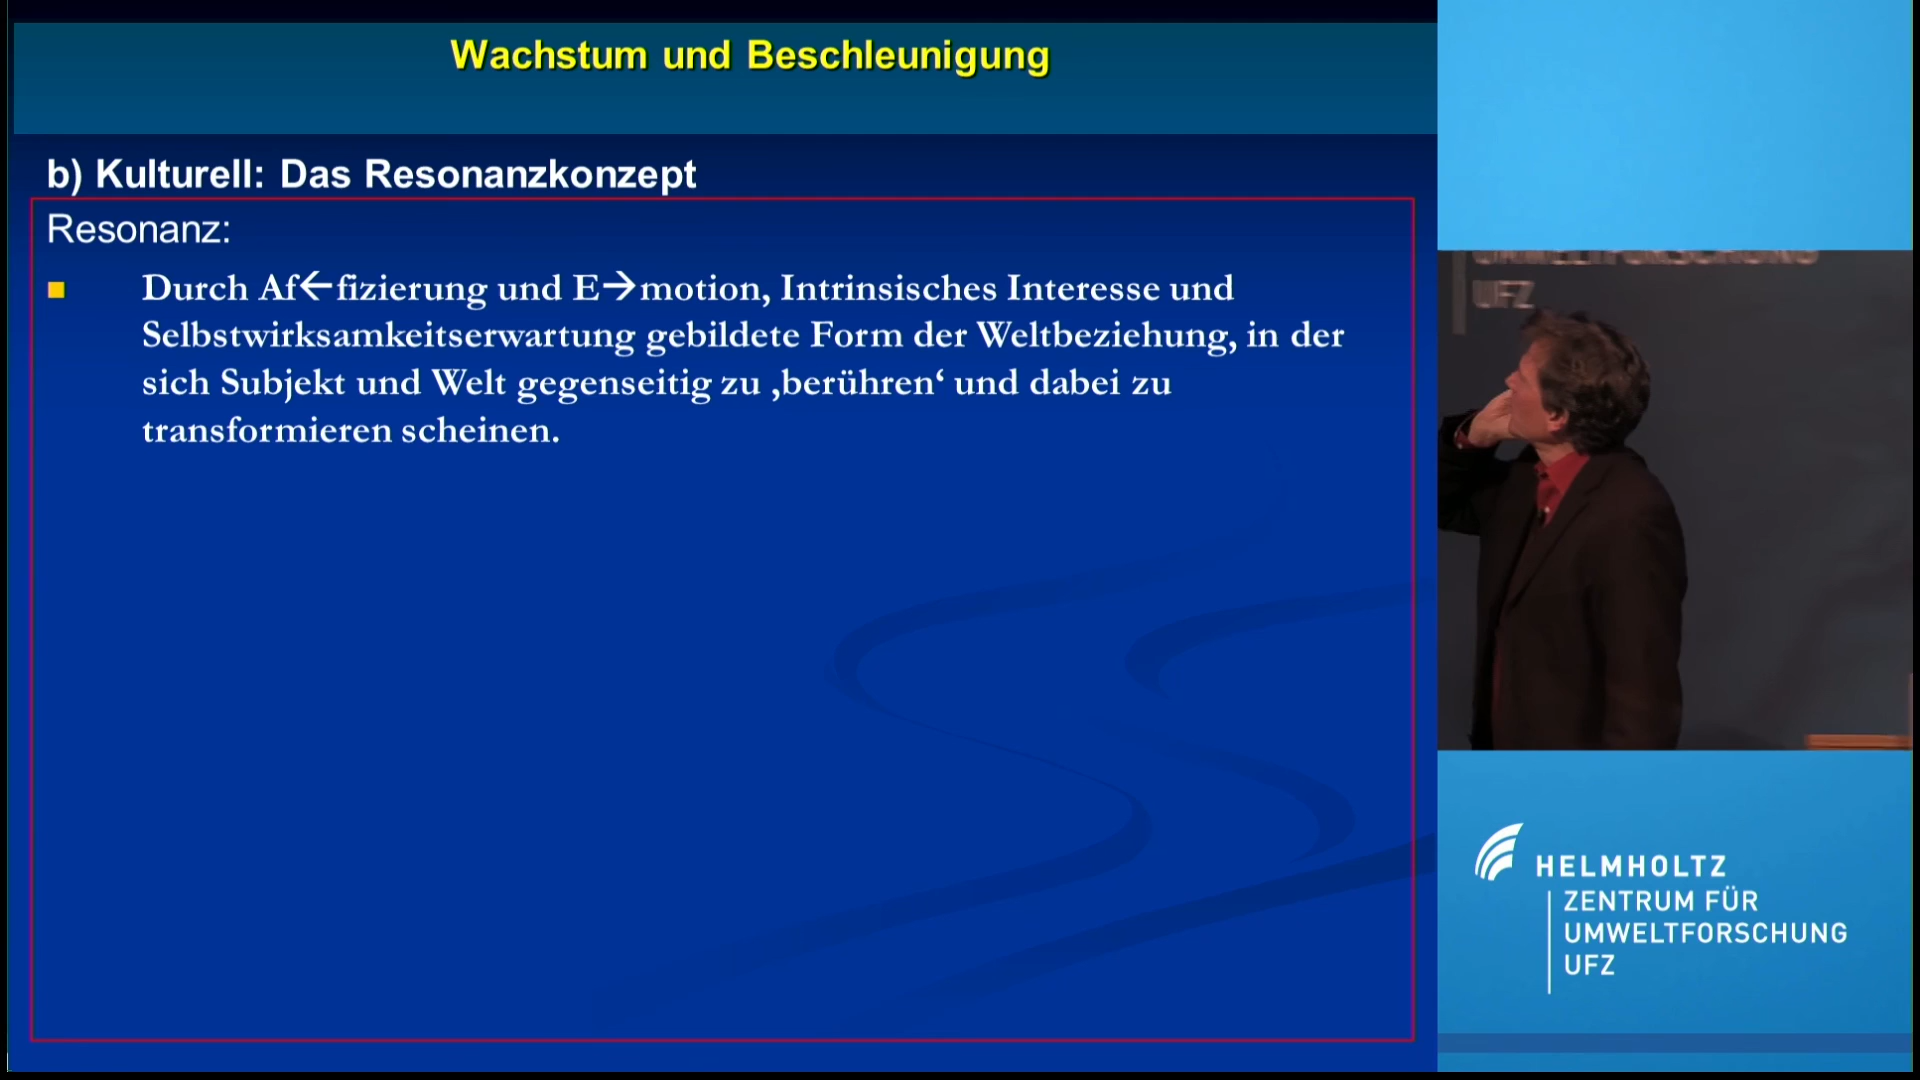 Wachstum und Beschleunigung
b) Kulturell: Das Resonanzkonzept
Resonanz:
Durch Af←fizierung und E→motion, Intrinsisches Interesse und
Selbstwirksamkeitserwartung gebildete Form der Weltbeziehung, in der
sich Subjekt und Welt gegenseitig zu ‚berühren‘ und dabei zu
transformieren scheinen.
UMWELTFORSCHUNG
UFZ
HELMHOLTZ
ZENTRUM FÜR
UMWELTFORSCHUNG
UFZ